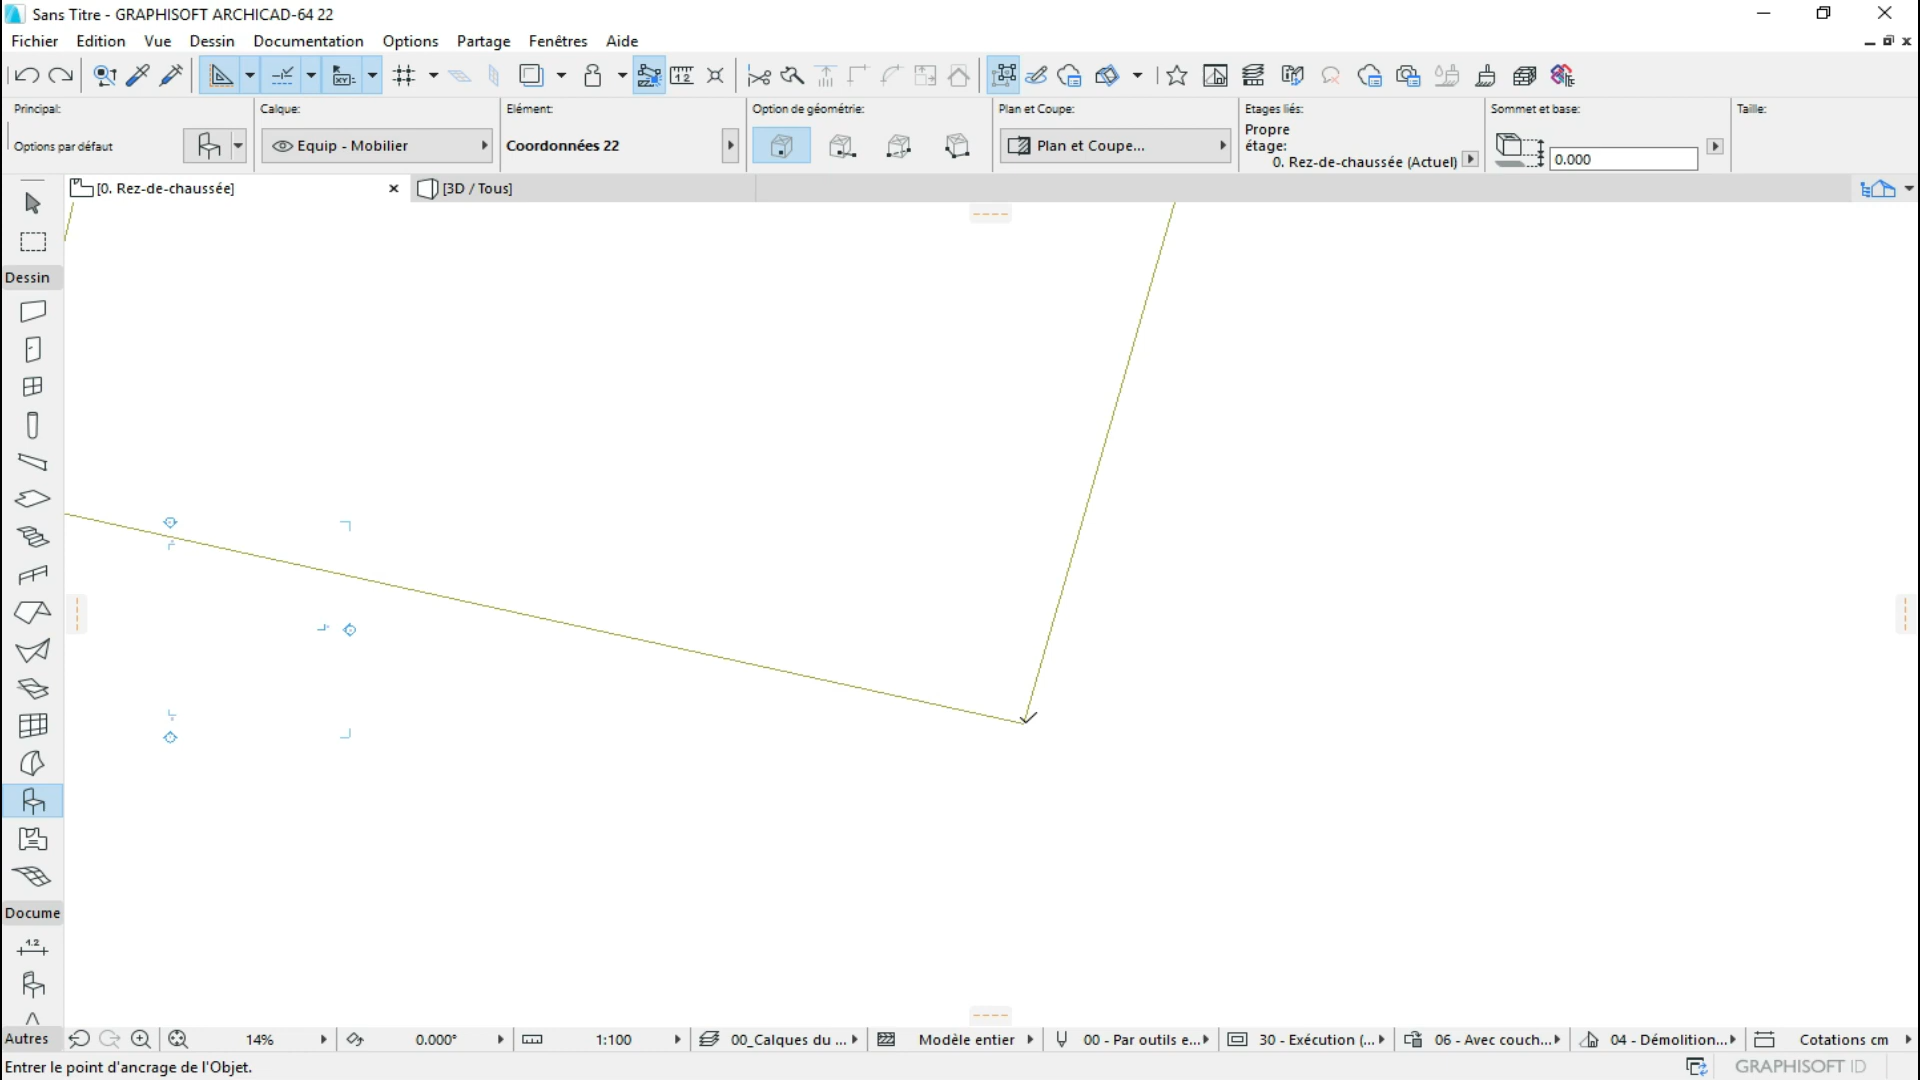 Sans Titre - GRAPHISOFT ARCHICAD-64 22
Fichier Edition Vue Dessin Documentation Options Partage Fenêtres Aide
Principal: Calque: Elément: Option de géométrie: Plan et Coupe: Etages liés: Sommet et base: Taille:
Options par défaut Equip - Mobilier Coordonnées 22 Plan et Coupe... Propre étage: 0.000
0. Rez-de-chaussée (Actuel)
[0. Rez-de-chaussée] [3D / Tous]
Dessin
Docume
1.2
Autres 14% 0.000° 1:100 00_Calques du ... Modèle entier 00 - Par outils e... 30 - Exécution (... 06 - Avec couch... 04 - Démolition... Cotations cm
Entrer le point d'ancrage de l'Objet. GRAPHISOFT ID